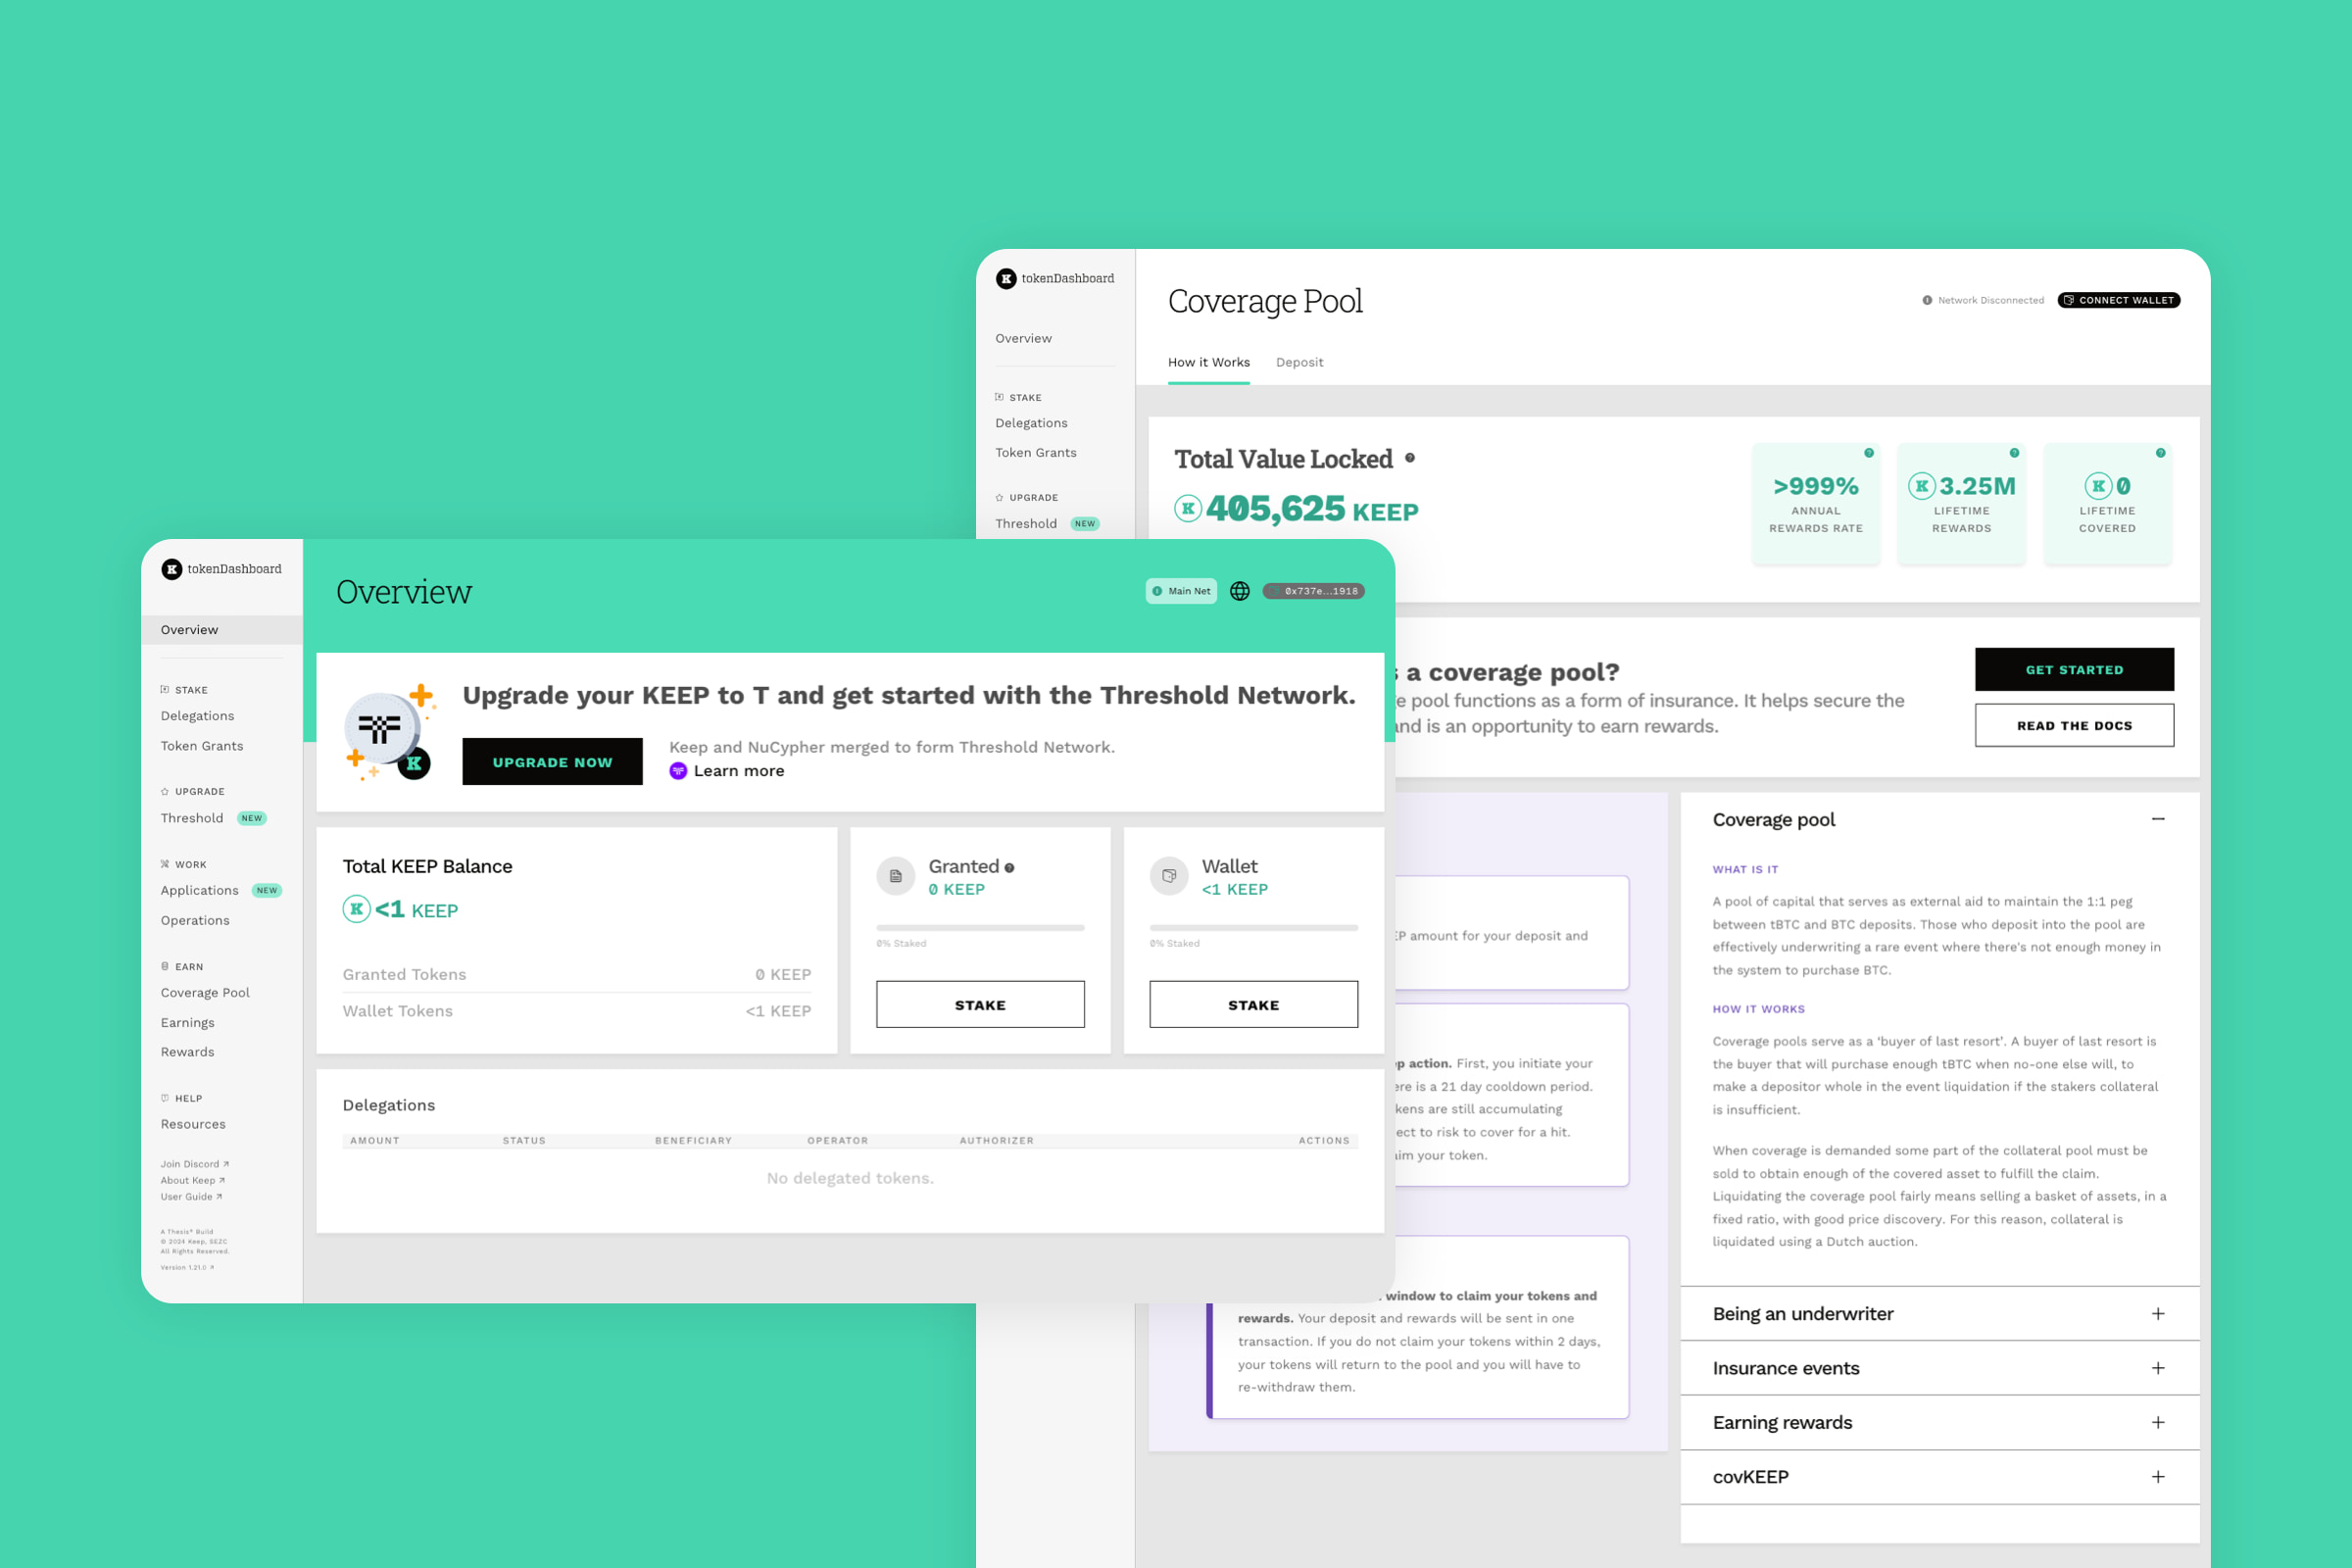 tokenDashboard
Overview
STAKE
Delegations
Token Grants
UPGRADE
Threshold NEW
Coverage Pool
Network Disconnected
CONNECT WALLET
How it Works
Deposit
Total Value Locked
405,625 KEEP
>999%
ANNUAL
REWARDS RATE
3.25M
LIFETIME
REWARDS
0
LIFETIME
COVERED
a coverage pool?
pool functions as a form of insurance. It helps secure the
and is an opportunity to earn rewards.
GET STARTED
READ THE DOCS
amount for your deposit and
action. First, you initiate your
ere is a 21 day cooldown period.
kens are still accumulating
ect to risk to cover for a hit.
aim your token.
window to claim your tokens and
rewards. Your deposit and rewards will be sent in one
transaction. If you do not claim your tokens within 2 days,
your tokens will return to the pool and you will have to
re-withdraw them.
Coverage pool
WHAT IS IT
A pool of capital that serves as external aid to maintain the 1:1 peg
between tBTC and BTC deposits. Those who deposit into the pool are
effectively underwriting a rare event where there's not enough money in
the system to purchase BTC.
HOW IT WORKS
Coverage pools serve as a ‘buyer of last resort’. A buyer of last resort is
the buyer that will purchase enough tBTC when no-one else will, to
make a depositor whole in the event liquidation if the stakers collateral
is insufficient.
When coverage is demanded some part of the collateral pool must be
sold to obtain enough of the covered asset to fulfill the claim.
Liquidating the coverage pool fairly means selling a basket of assets, in a
fixed ratio, with good price discovery. For this reason, collateral is
liquidated using a Dutch auction.
Being an underwriter
Insurance events
Earning rewards
covKEEP
tokenDashboard
Overview
STAKE
Delegations
Token Grants
UPGRADE
Threshold NEW
WORK
Applications NEW
Operations
EARN
Coverage Pool
Earnings
Rewards
HELP
Resources
Join Discord
About Keep
User Guide
A Thesis* Build
© 2024 Keep, SEZC
All Rights Reserved.
Version 1.21.0
Overview
Main Net
0x737e...1918
Upgrade your KEEP to T and get started with the Threshold Network.
UPGRADE NOW
Keep and NuCypher merged to form Threshold Network.
Learn more
Total KEEP Balance
<1 KEEP
Granted Tokens 0 KEEP
Wallet Tokens <1 KEEP
Granted
0 KEEP
0% Staked
STAKE
Wallet
<1 KEEP
0% Staked
STAKE
Delegations
AMOUNT STATUS BENEFICIARY OPERATOR AUTHORIZER ACTIONS
No delegated tokens.